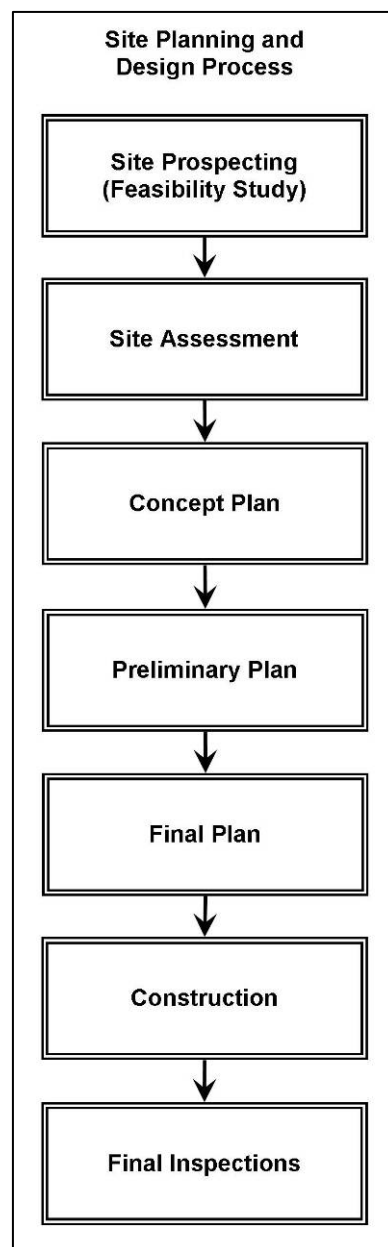 Site Planning and
Design Process
Site Prospecting
(Feasibility Study)
Site Assessment
Concept Plan
Preliminary Plan
Final Plan
Construction
Final Inspections